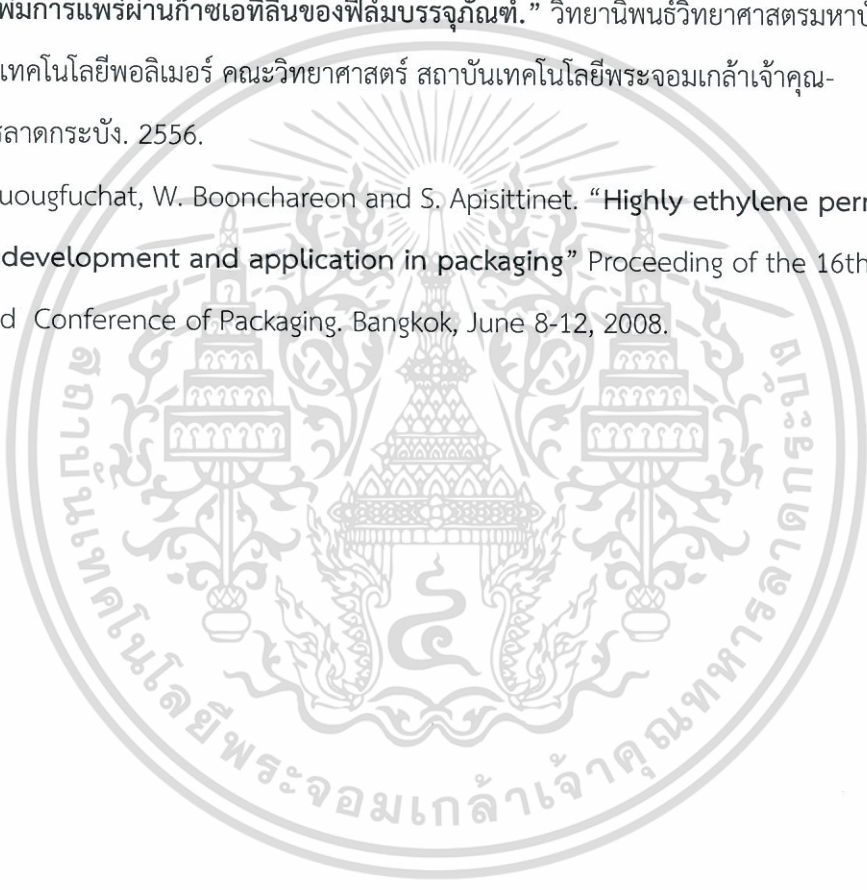 พิ่มการแพร่ผ่านก๊าซเอทิลีนของฟิล์มบรรจุภัณฑ์.” วิทยานิพนธ์วิทยาศาสตรมหาบั
เทคโนโลยีพอลิเมอร์ คณะวิทยาศาสตร์ สถาบันเทคโนโลยีพระจอมเกล้าเจ้าคุณ-
รลาดกระบัง. 2556.
uougfuchat, W. Boonchareon and S. Apisittinet. “Highly ethylene perr
development and application in packaging” Proceeding of the 16th
d Conference of Packaging. Bangkok, June 8-12, 2008.
สถาบันเทคโนโลยีพระจอมเกล้าเจ้าคุณทหารลาดกระบัง